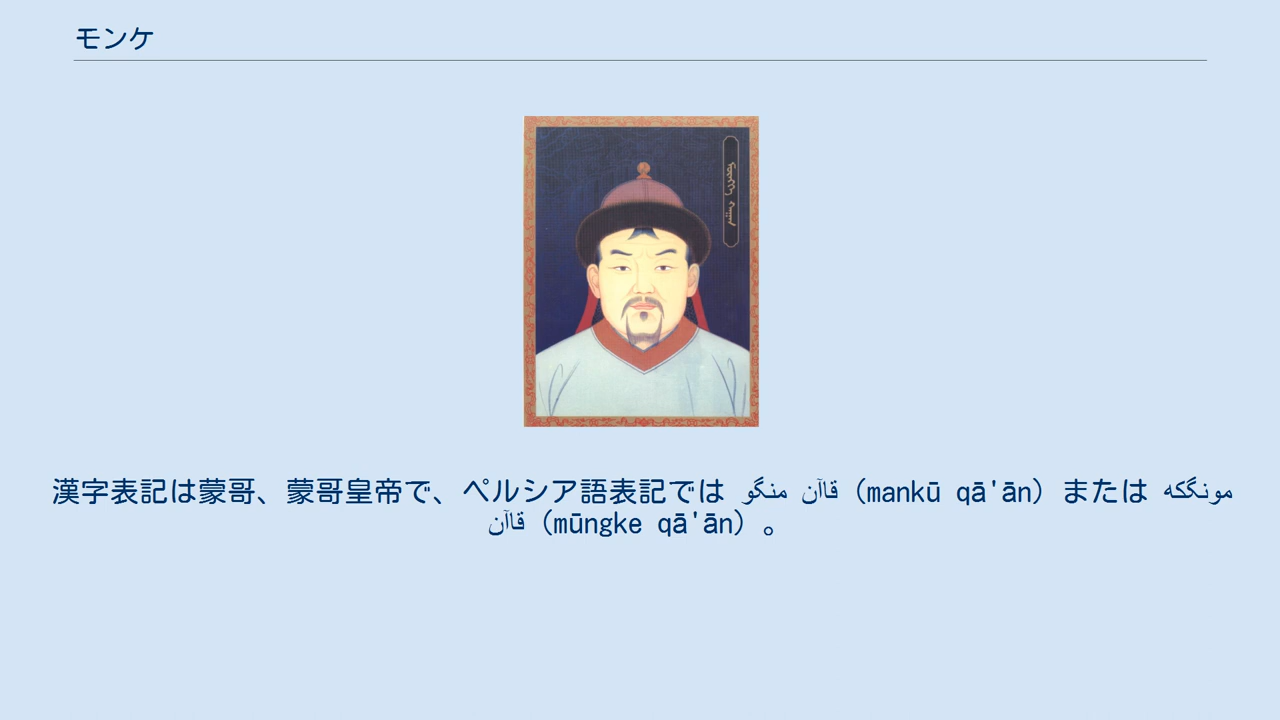 モンケ
漢字表記は蒙哥、蒙哥皇帝で、ペルシア語表記では منگو قاآن（mankū qā'ān）または مونگكه
قاآن（mūngke qā'ān）。